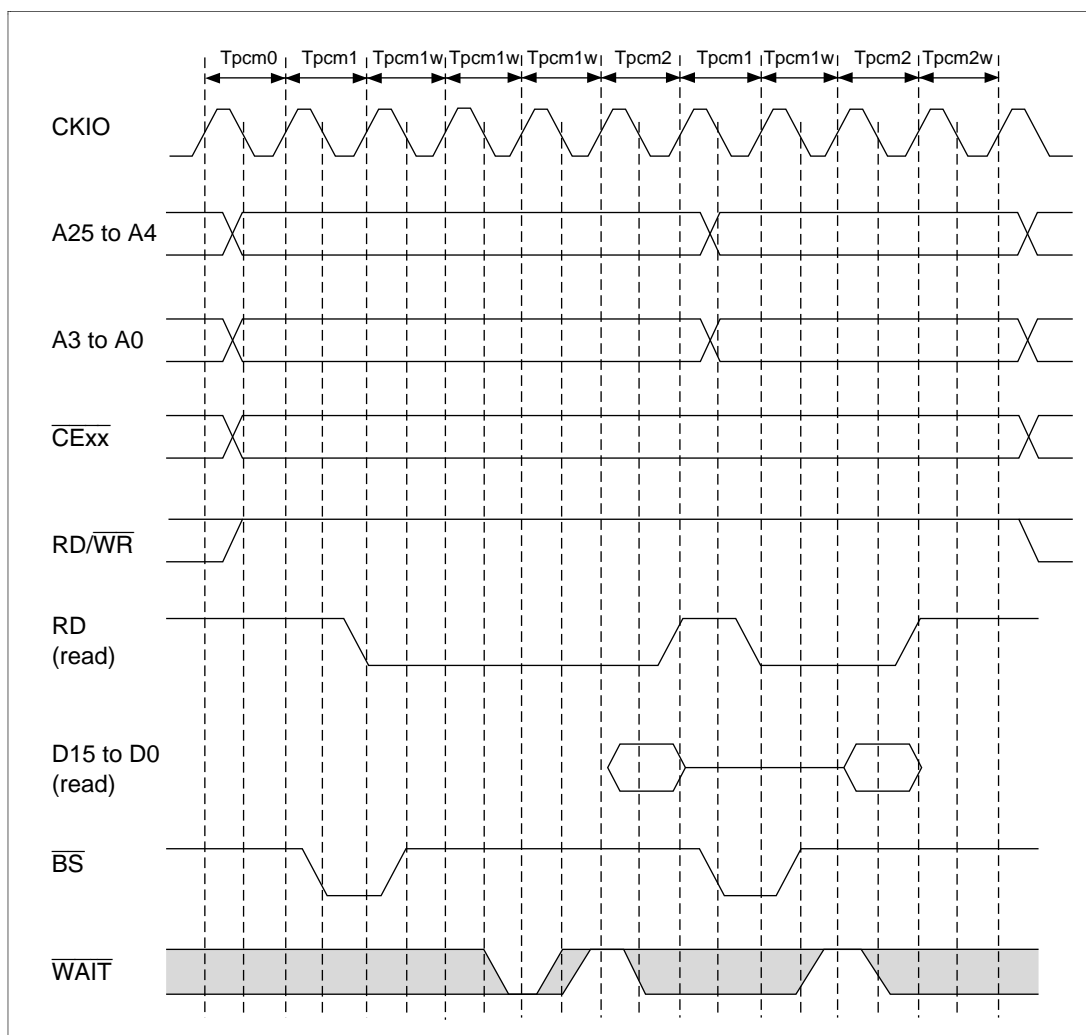 Tpcm0 Tpcm1 Tpcm1w Tpcm1w Tpcm1w Tpcm2 Tpcm1 Tpcm1w Tpcm2 Tpcm2w
CKIO
A25 to A4
A3 to A0
CExx
RD/WR
RD
(read)
D15 to D0
(read)
BS
WAIT